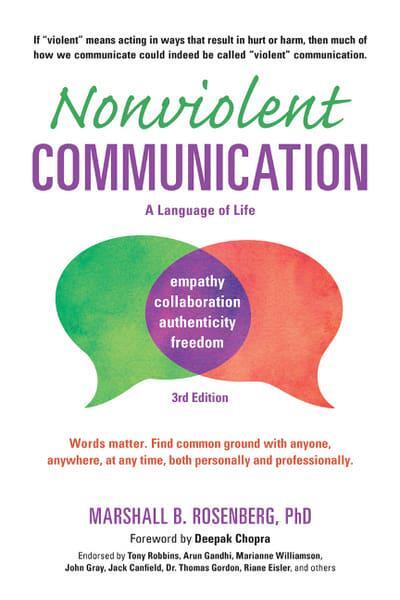 If “violent” means acting in ways that result in hurt or harm, then much of
how we communicate could indeed be called “violent” communication.
Nonviolent
COMMUNICATION
A Language of Life
empathy
collaboration
authenticity
freedom
3rd Edition
Words matter. Find common ground with anyone,
anywhere, at any time, both personally and professionally.
MARSHALL B. ROSENBERG, PhD
Foreword by Deepak Chopra
Endorsed by Tony Robbins, Arun Gandhi, Marianne Williamson,
John Gray, Jack Canfield, Dr. Thomas Gordon, Riane Eisler, and others